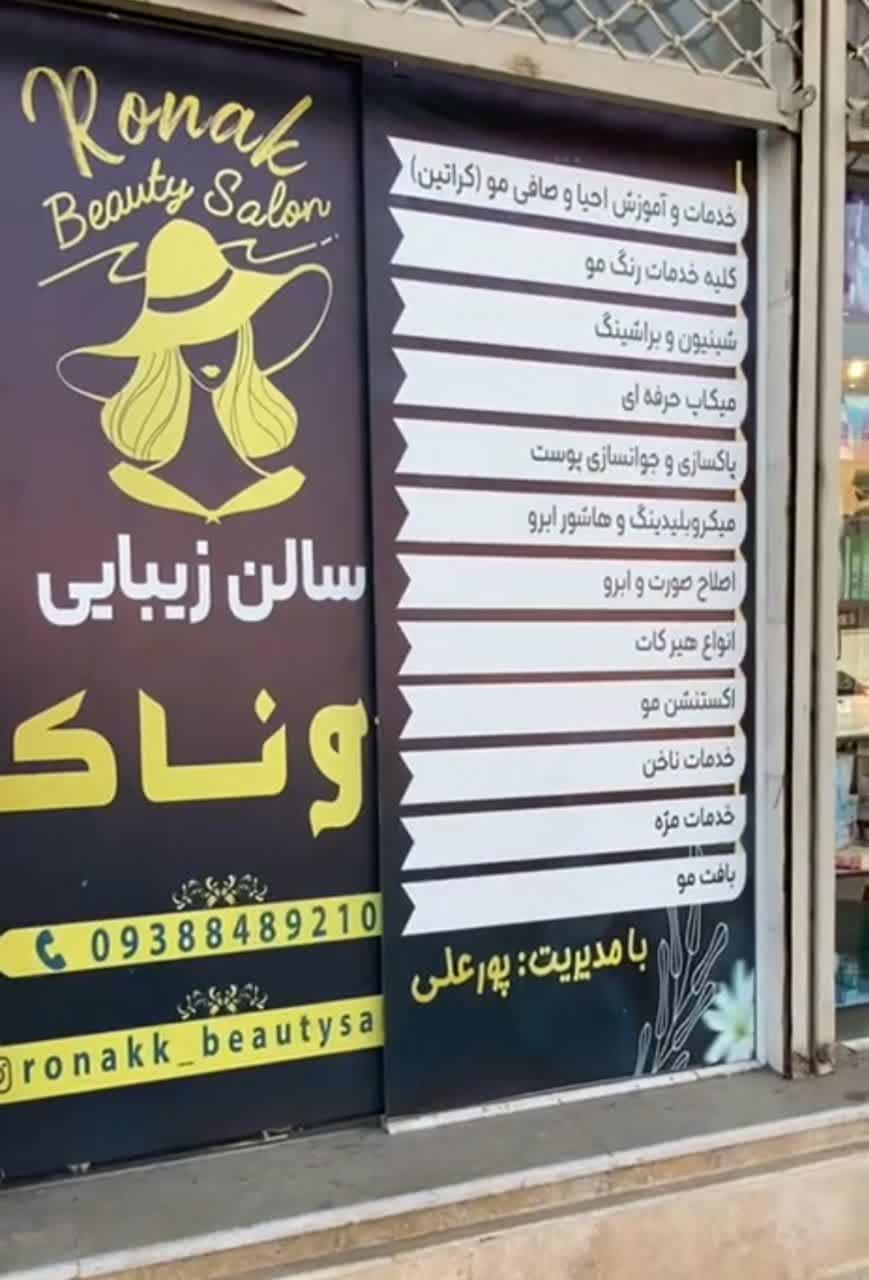 Ronak
Beauty Salon
سالن زیبایی
وناک
09388489210
ronakk_beautysa
خدمات و آموزش احیا و صافی مو (کراتین)
کلیه خدمات رنگ مو
شینیون و براشینگ
میکاپ حرفه ای
پاکسازی و جوانسازی پوست
میکروبلیدینگ و هاشور ابرو
اصلاح صورت و ابرو
انواع هیرکات
اکستنشن مو
خدمات ناخن
خدمات مژه
بافت مو
با مدیریت: پورعلی